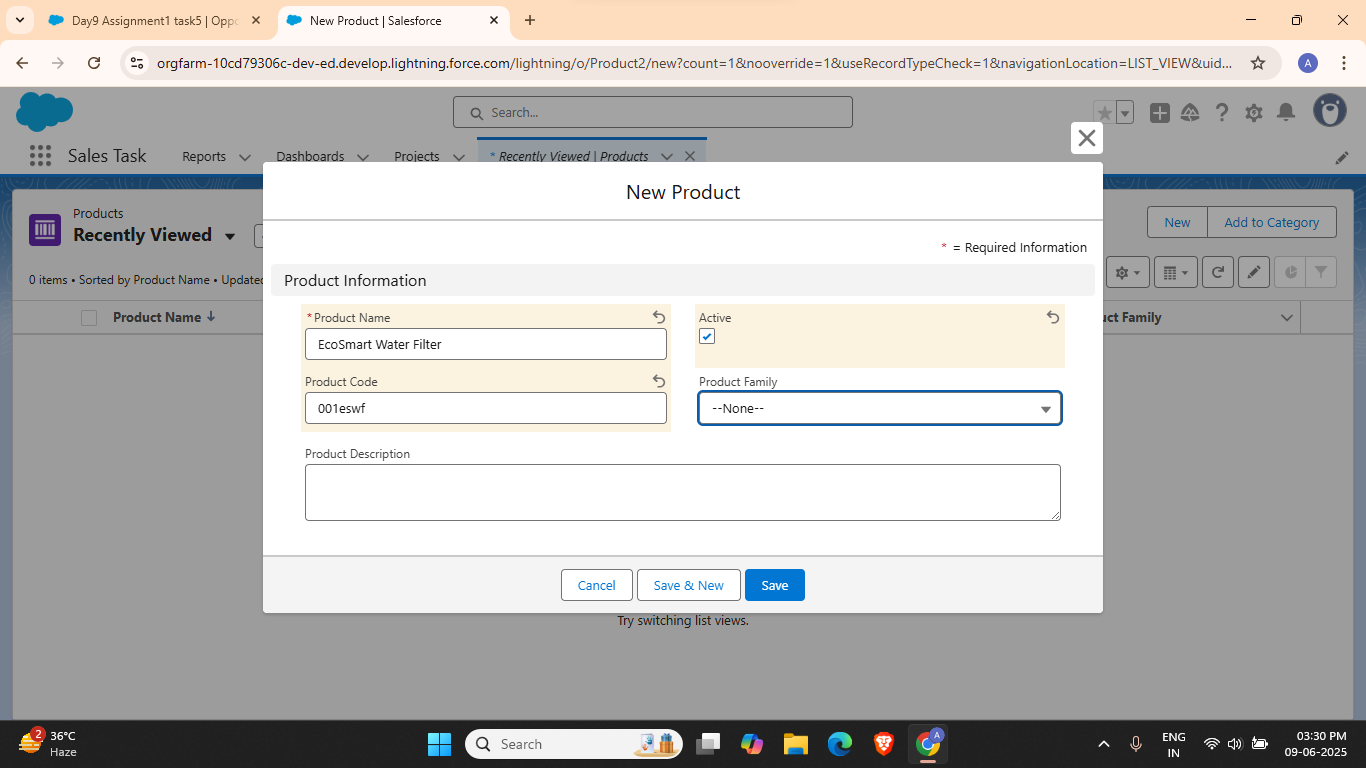 Day9 Assignment1 task5 | Oppo
New Product | Salesforce
orgfarm-10cd79306c-dev-ed.develop.lightning.force.com/lightning/o/Product2/new?count=1&nooverride=1&useRecordTypeCheck=1&navigationLocation=LIST_VIEW&uid...
A
Search...
Sales Task
Reports
Dashboards
Projects
* Recently Viewed | Products
New Product
Products
Recently Viewed
New
Add to Category
* = Required Information
0 items • Sorted by Product Name • Updated
Product Information
Product Name
*Product Name
Active
uct Family
EcoSmart Water Filter
Product Code
Product Family
001eswf
--None--
Product Description
Cancel
Save & New
Save
Try switching list views.
2
36°C
Haze
Search
A
ENG
IN
03:30 PM
09-06-2025